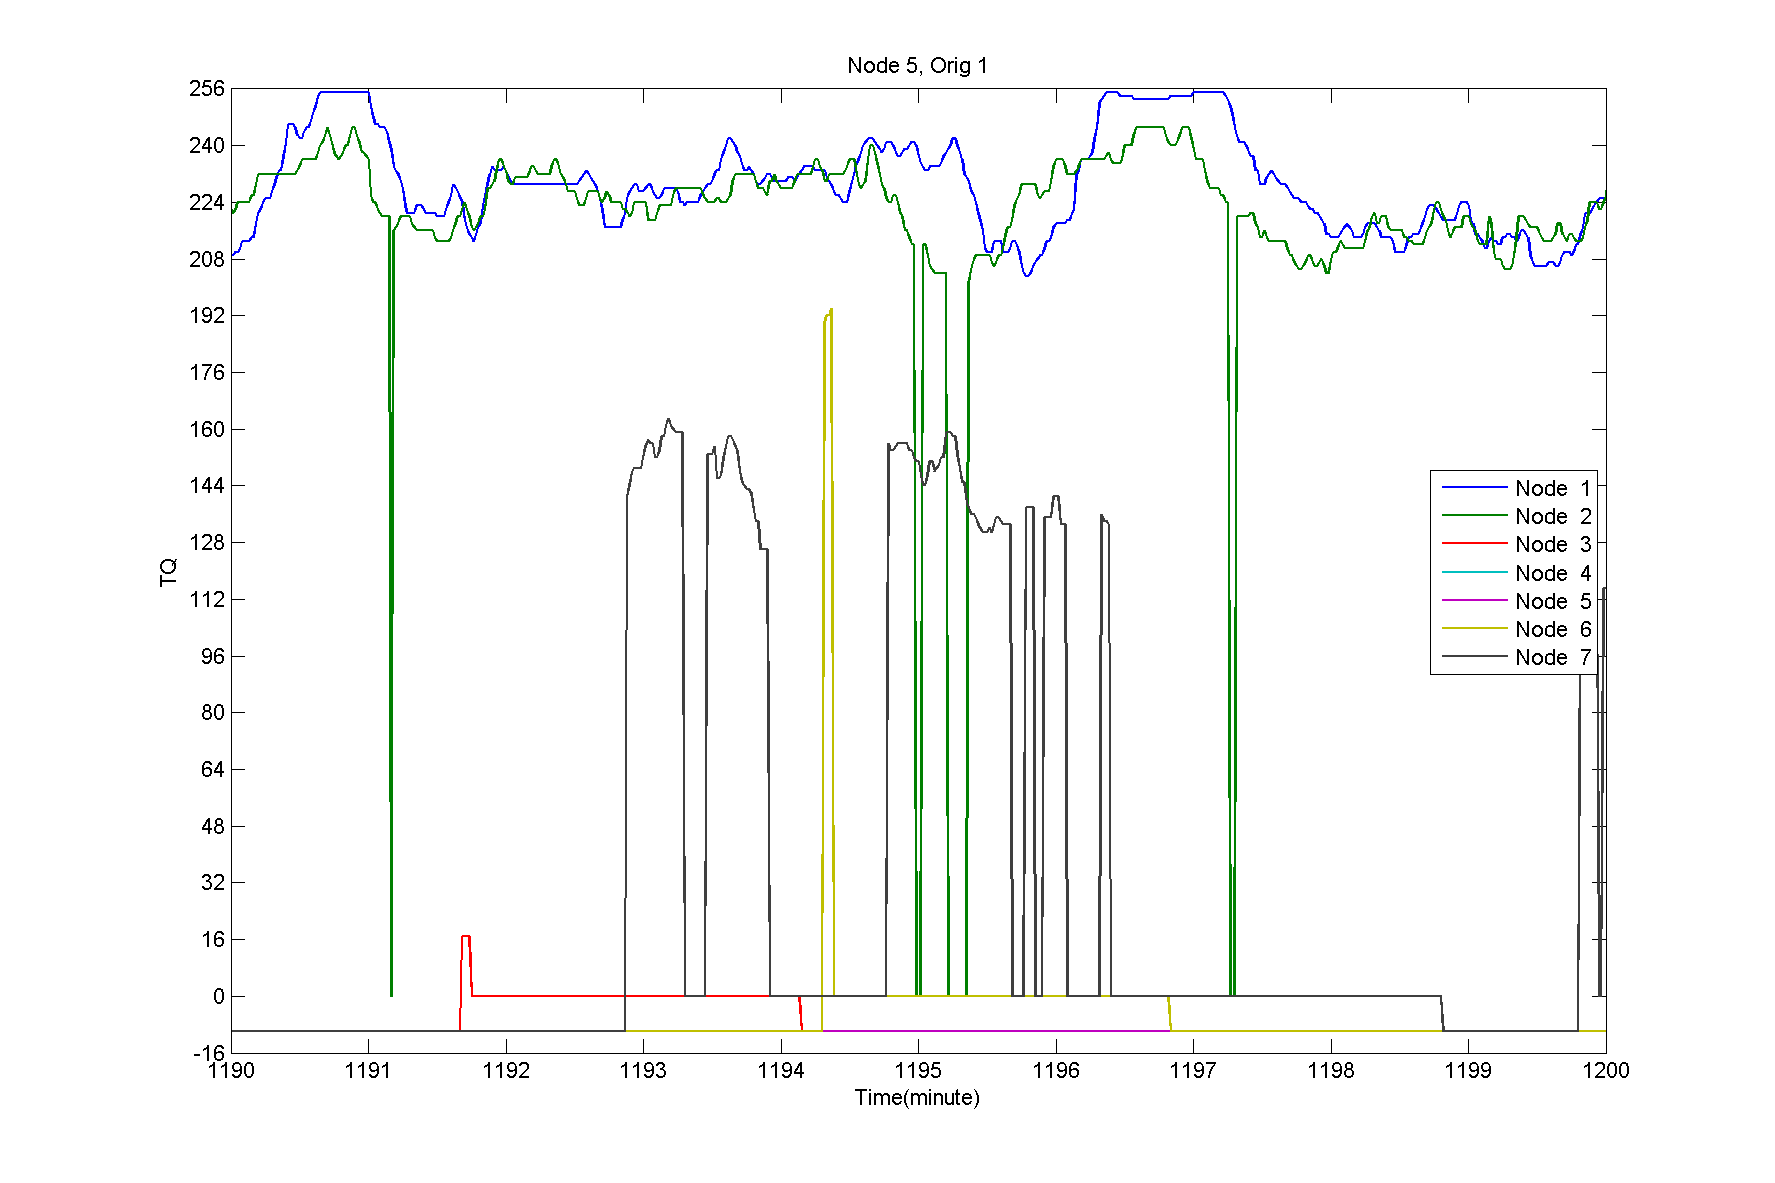 Node 5, Orig 1
256
240
224
208
192
176
160
144
128
112
96
80
64
48
32
16
0
-16
TQ
Node 1
Node 2
Node 3
Node 4
Node 5
Node 6
Node 7
1190 1191 1192 1193 1194 1195 1196 1197 1198 1199 1200
Time(minute)